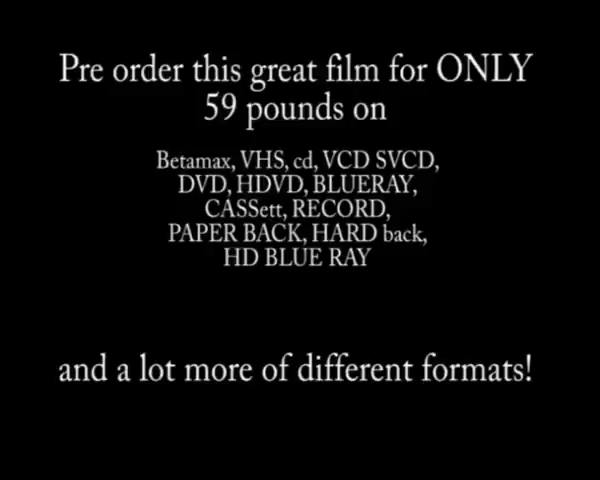 Pre order this great film for ONLY
59 pounds on
Betamax, VHS, cd, VCD SVCD,
DVD, HDVD, BLUERAY,
CASSett, RECORD,
PAPER BACK, HARD back,
HD BLUE RAY
and a lot more of different formats!